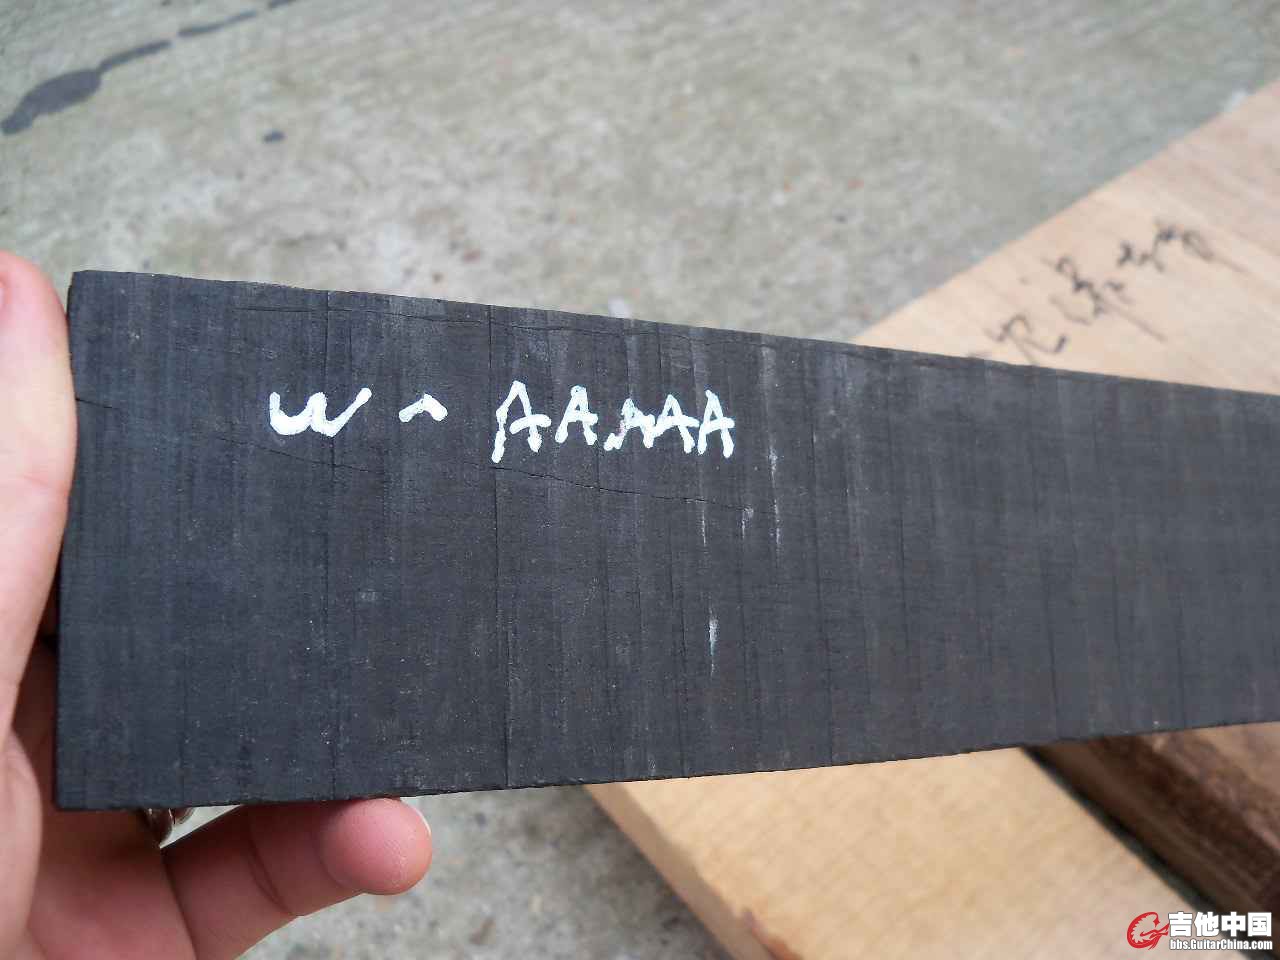 W - AAAAA
吉他中国
bbs.GuitarChina.com